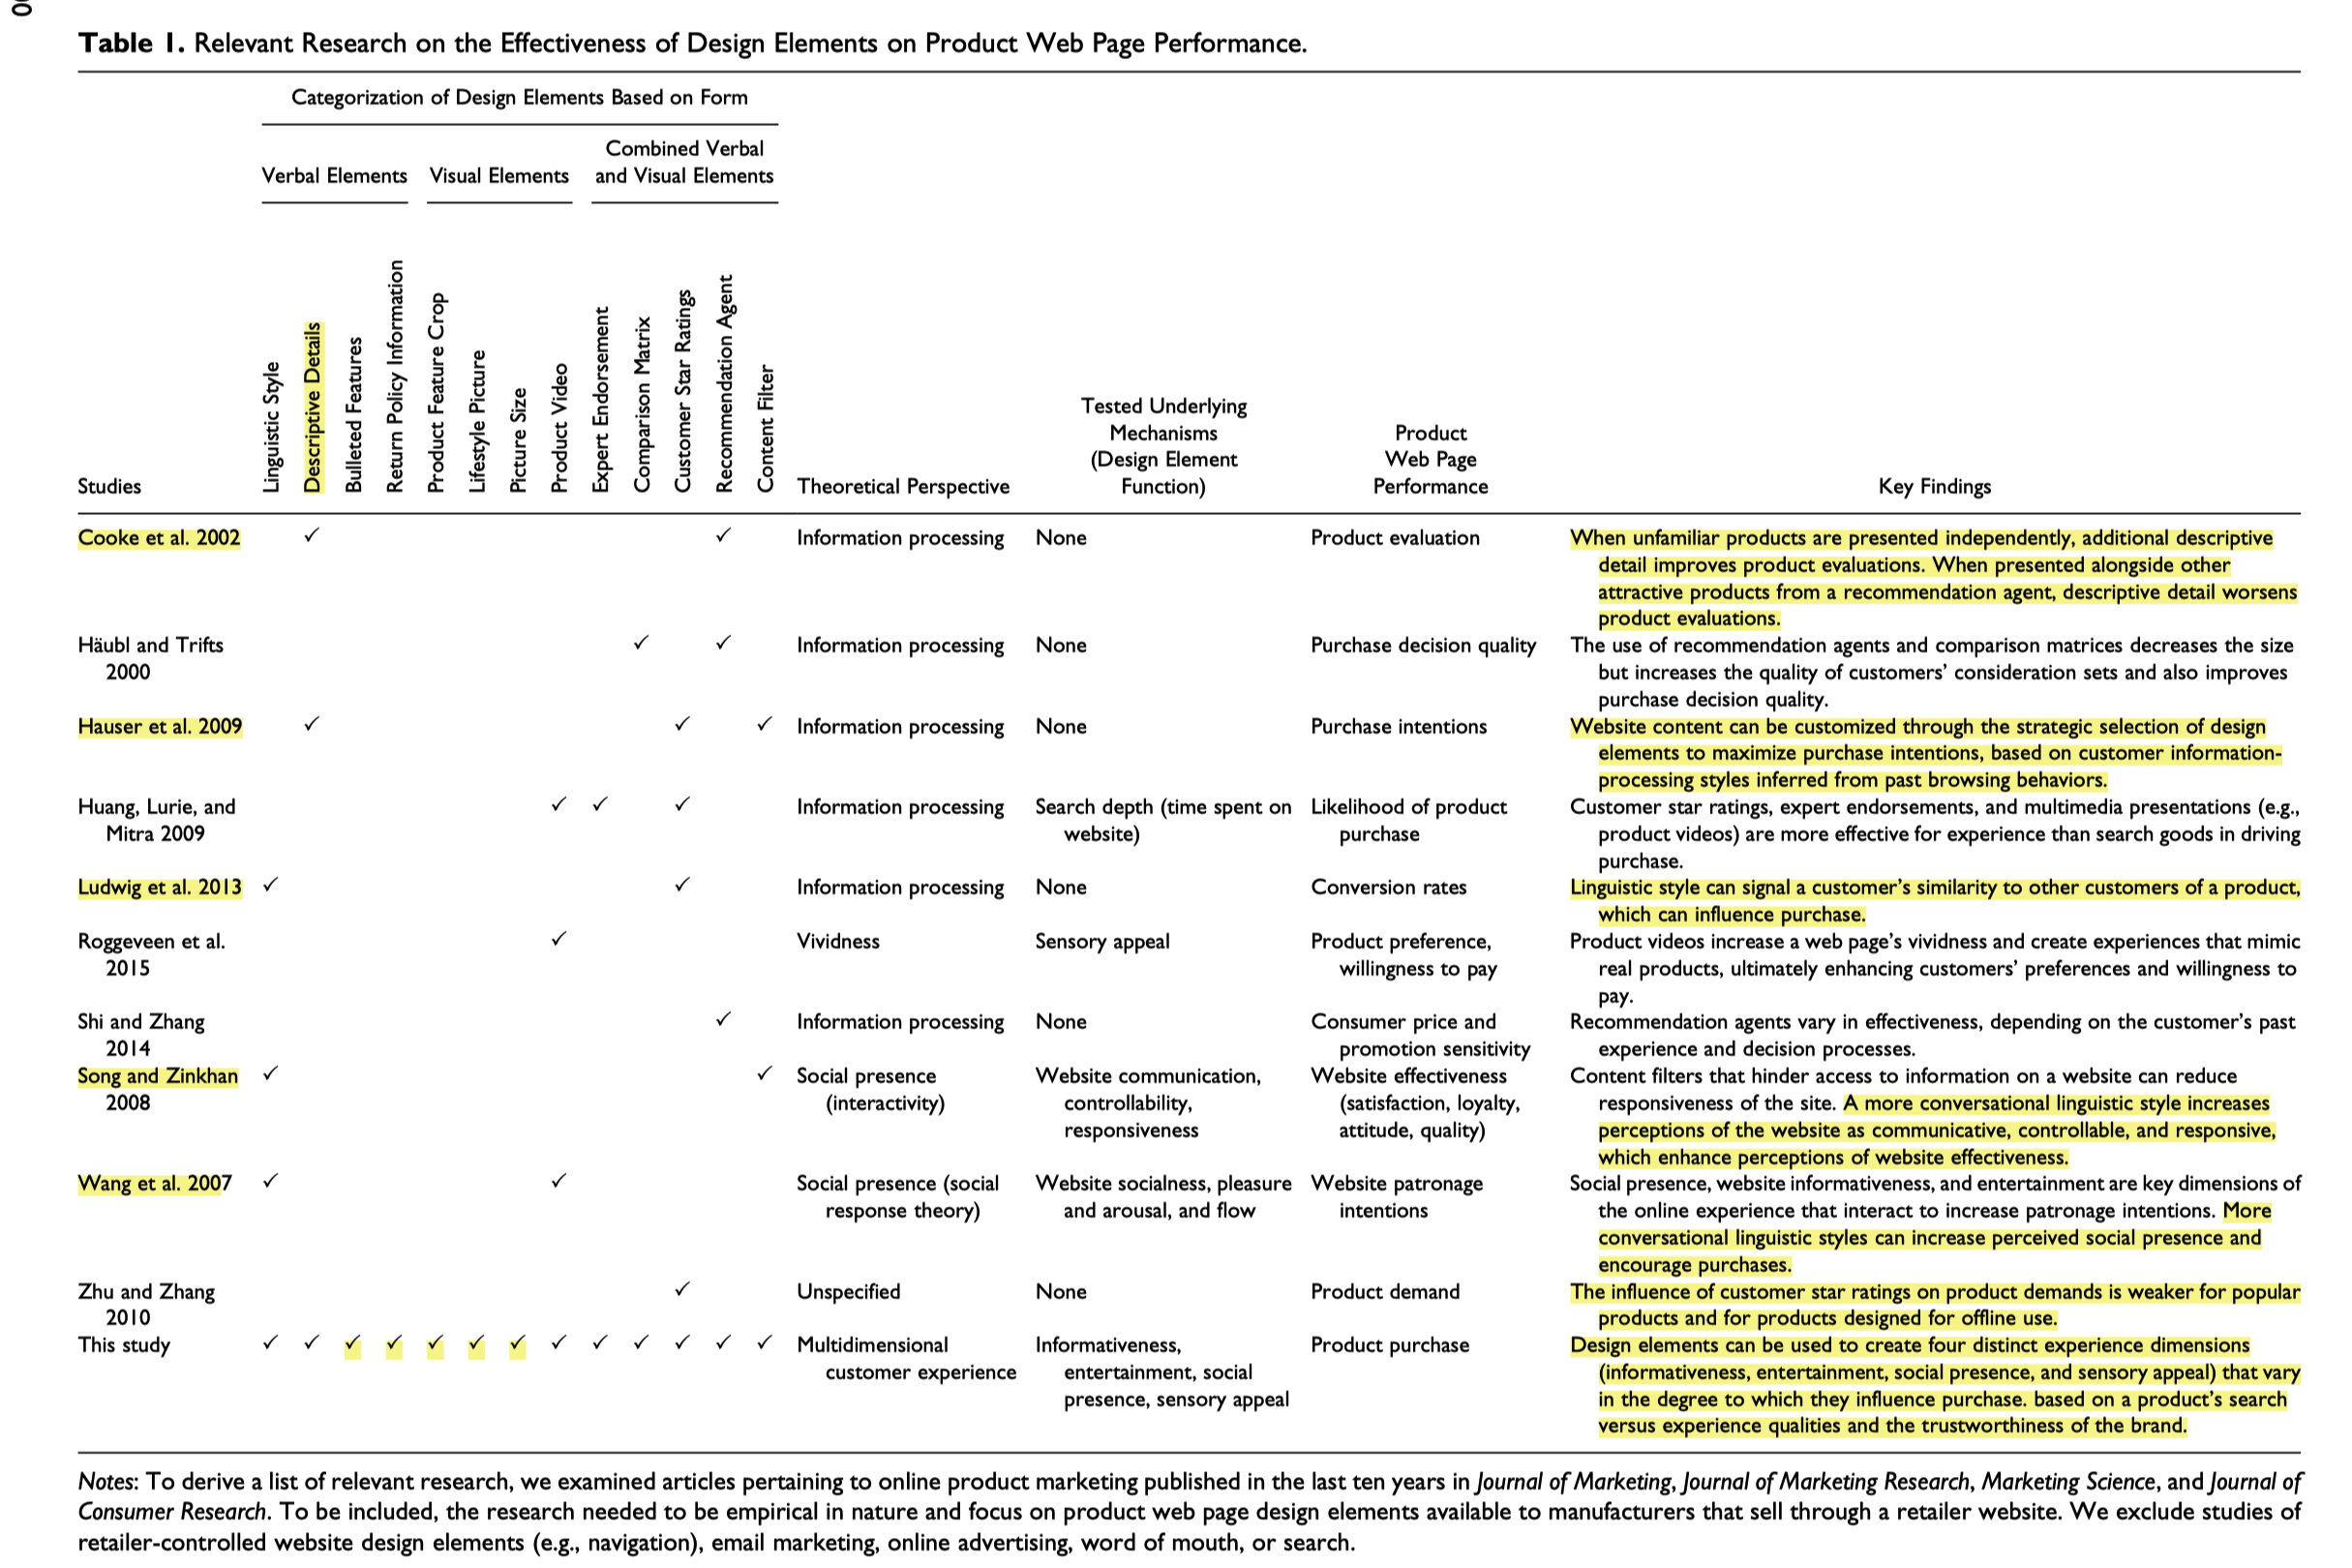 Table 1. Relevant Research on the Effectiveness of Design Elements on Product Web Page Performance.
Categorization of Design Elements Based on Form
Verbal Elements
Visual Elements
Combined Verbal
and Visual Elements
Studies
Linguistic Style
Descriptive Details
Bulleted Features
Return Policy Information
Product Feature Crop
Lifestyle Picture
Picture Size
Product Video
Expert Endorsement
Comparison Matrix
Customer Star Ratings
Recommendation Agent
Content Filter
Theoretical Perspective
Tested Underlying
Mechanisms
(Design Element
Function)
Product
Web Page
Performance
Key Findings
Cooke et al. 2002 ✓ ✓ Information processing None Product evaluation When unfamiliar products are presented independently, additional descriptive
detail improves product evaluations. When presented alongside other
attractive products from a recommendation agent, descriptive detail worsens
product evaluations.
Häubl and Trifts ✓ ✓ Information processing None Purchase decision quality The use of recommendation agents and comparison matrices decreases the size
2000 but increases the quality of customers' consideration sets and also improves
purchase decision quality.
Hauser et al. 2009 ✓ ✓ ✓ Information processing None Purchase intentions Website content can be customized through the strategic selection of design
elements to maximize purchase intentions, based on customer information-
processing styles inferred from past browsing behaviors.
Huang, Lurie, and ✓ ✓ ✓ Information processing Search depth (time spent on Likelihood of product Customer star ratings, expert endorsements, and multimedia presentations (e.g.,
Mitra 2009 website) purchase product videos) are more effective for experience than search goods in driving
purchase.
Ludwig et al. 2013 ✓ ✓ Information processing None Conversion rates Linguistic style can signal a customer's similarity to other customers of a product,
which can influence purchase.
Roggeveen et al. ✓ Vividness Sensory appeal Product preference, Product videos increase a web page's vividness and create experiences that mimic
2015 willingness to pay real products, ultimately enhancing customers' preferences and willingness to
pay.
Shi and Zhang ✓ Information processing None Consumer price and Recommendation agents vary in effectiveness, depending on the customer's past
2014 promotion sensitivity experience and decision processes.
Song and Zinkhan ✓ ✓ Social presence Website communication, Website effectiveness Content filters that hinder access to information on a website can reduce
2008 (interactivity) controllability, (satisfaction, loyalty, responsiveness of the site. A more conversational linguistic style increases
responsiveness attitude, quality) perceptions of the website as communicative, controllable, and responsive,
which enhance perceptions of website effectiveness.
Wang et al. 2007 ✓ ✓ Social presence (social Website socialness, pleasure Website patronage Social presence, website informativeness, and entertainment are key dimensions of
response theory) and arousal, and flow intentions the online experience that interact to increase patronage intentions. More
conversational linguistic styles can increase perceived social presence and
encourage purchases.
Zhu and Zhang ✓ Unspecified None Product demand The influence of customer star ratings on product demands is weaker for popular
2010 products and for products designed for offline use.
This study ✓ ✓ ✓ ✓ ✓ ✓ ✓ ✓ ✓ ✓ ✓ ✓ ✓ Multidimensional Informativeness, Product purchase Design elements can be used to create four distinct experience dimensions
customer experience entertainment, social (informativeness, entertainment, social presence, and sensory appeal) that vary
presence, sensory appeal in the degree to which they influence purchase. based on a product's search
versus experience qualities and the trustworthiness of the brand.
Notes: To derive a list of relevant research, we examined articles pertaining to online product marketing published in the last ten years in Journal of Marketing, Journal of Marketing Research, Marketing Science, and Journal of
Consumer Research. To be included, the research needed to be empirical in nature and focus on product web page design elements available to manufacturers that sell through a retailer website. We exclude studies of
retailer-controlled website design elements (e.g., navigation), email marketing, online advertising, word of mouth, or search.